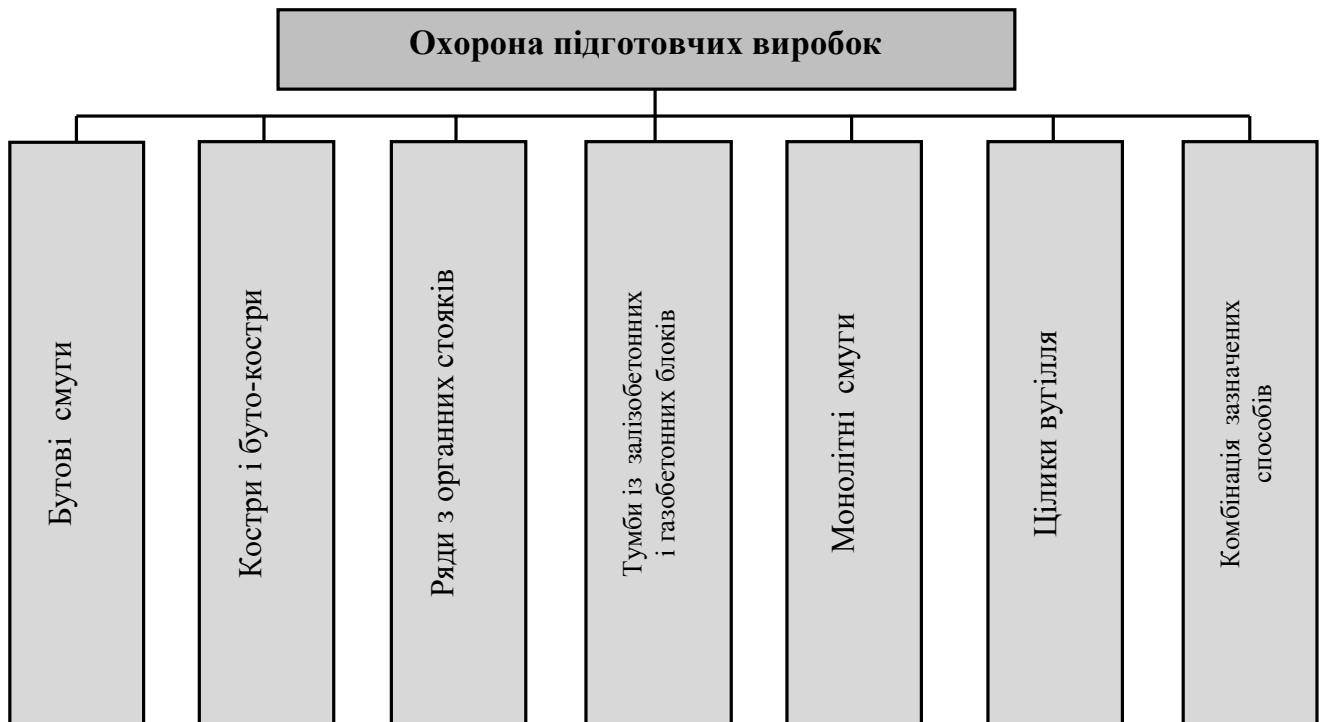 Охорона підготовчих виробок
Бутові смуги
Костри і буто-костри
Ряди з органних стояків
Тумби із залізобетонних
і газобетонних блоків
Монолітні смуги
Цілики вугілля
Комбінація зазначених
способів